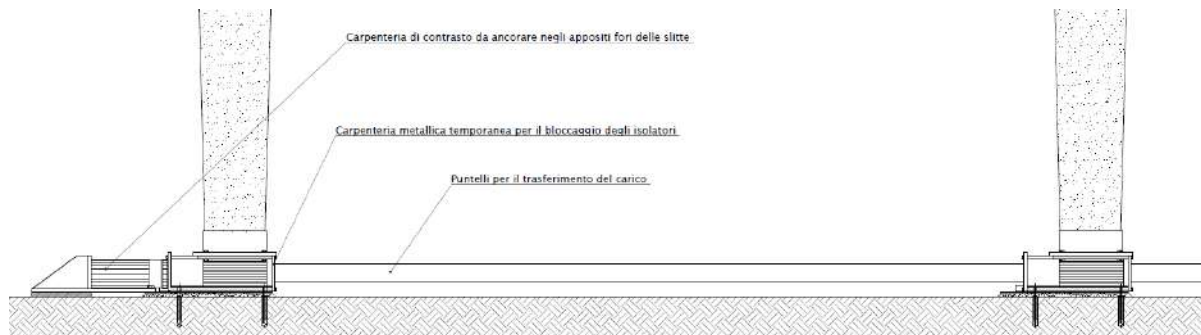 Carpenteria di contrasto da ancorare negli appositi fori delle slitte
Carpenteria metallica temporanea per il bloccaggio degli isolatori
Puntelli per il trasferimento del carico